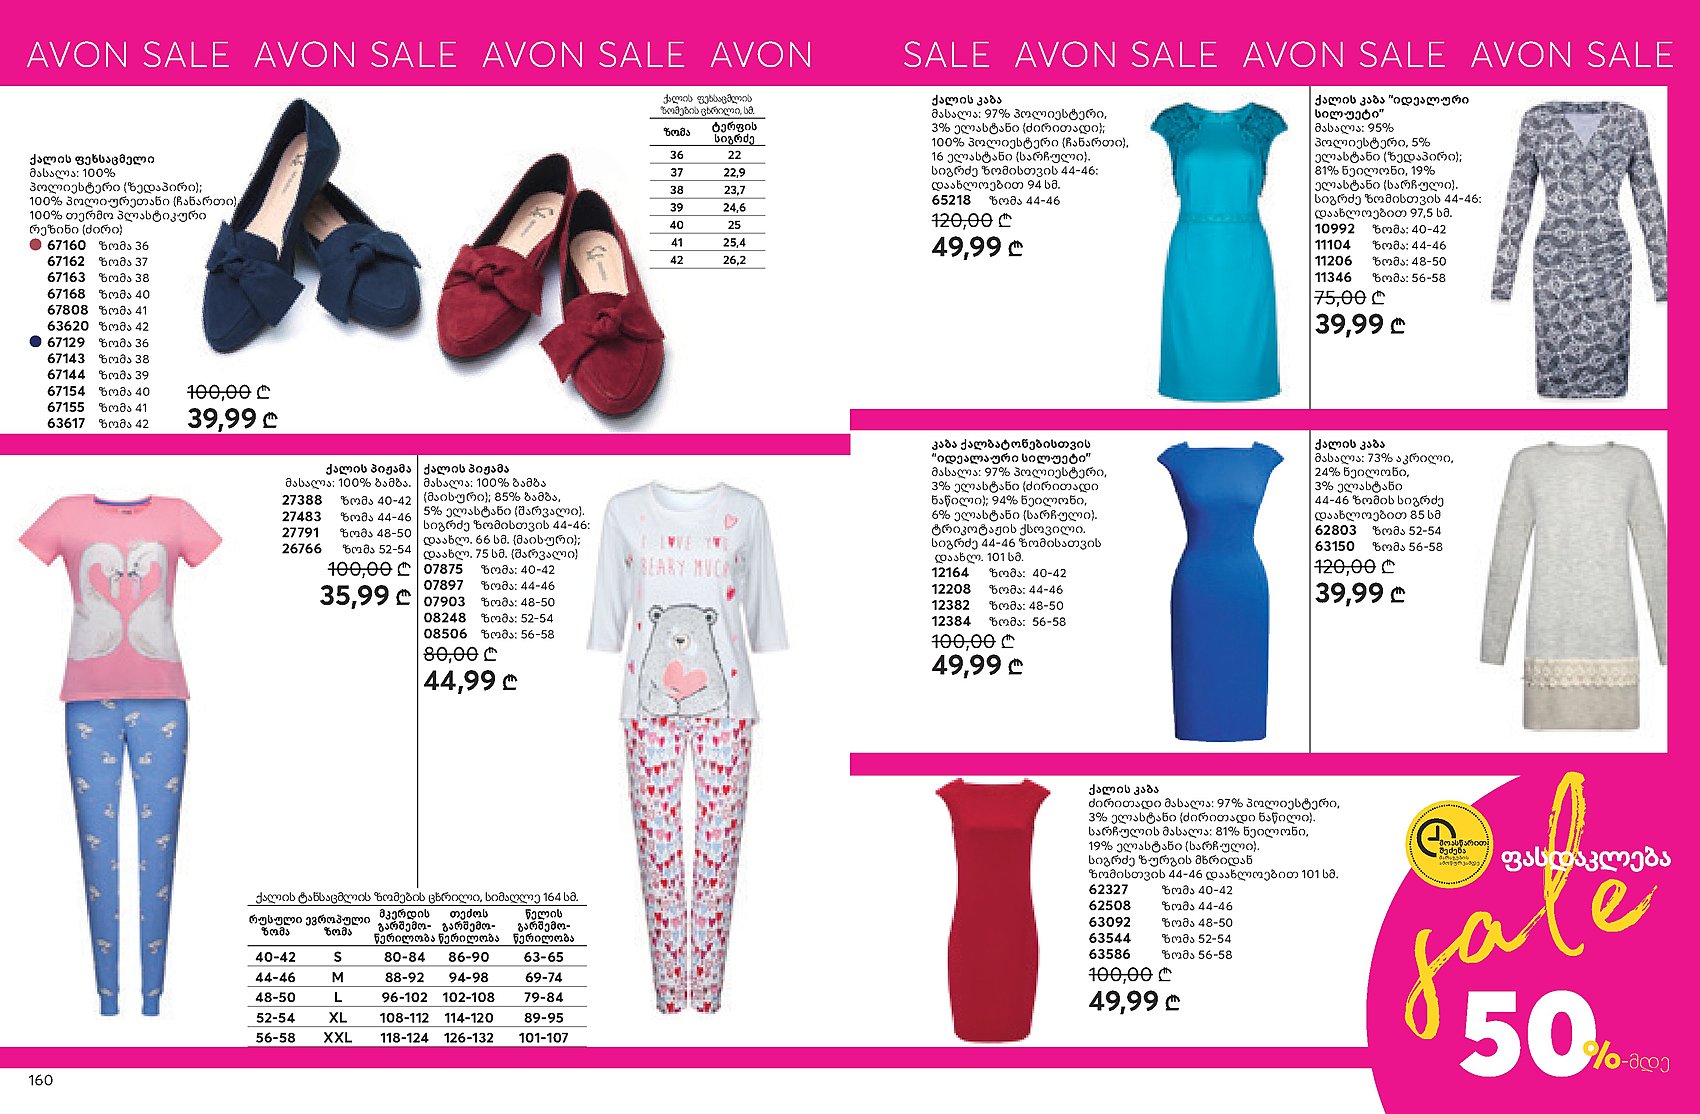 AVON SALE AVON SALE AVON SALE AVON
SALE AVON SALE AVON SALE AVON SALE
ქალის ფეხსაცმელი
მასალა: 100%
პოლიესტერი (ზედაპირი);
100% პოლიურეთანი (ჩანართი)
100% თერმო პლასტიკური
რეზინი (ძირი)
67160 ზომა 36
67162 ზომა 37
67163 ზომა 38
67168 ზომა 40
67808 ზომა 41
63620 ზომა 42
67129 ზომა 36
67143 ზომა 38
67144 ზომა 39
67154 ზომა 40
67155 ზომა 41
63617 ზომა 42
100,00 ₾
39,99 ₾
ქალის ფეხსაცმლის
ზომების ცხრილი, სმ.
ზომა ტერფის სიგრძე
36 22
37 22,9
38 23,7
39 24,6
40 25
41 25,4
42 26,2
ქალის პიჟამა
მასალა: 100% ბამბა.
27388 ზომა 40-42
27483 ზომა 44-46
27791 ზომა 48-50
26766 ზომა 52-54
100,00 ₾
35,99 ₾
ქალის პიჟამა
მასალა: 100% ბამბა
(მაისური); 85% ბამბა,
5% ელასტანი (შარვალი).
სიგრძე ზომისთვის 44-46:
დაახლ. 66 სმ. (მაისური);
დაახლ. 75 სმ. (შარვალი)
07875 ზომა: 40-42
07897 ზომა: 44-46
07903 ზომა: 48-50
08248 ზომა: 52-54
08506 ზომა: 56-58
80,00 ₾
44,99 ₾
I LOVE YOU
BEARY MUCH
ქალის ტანსაცმლის ზომების ცხრილი, სიმაღლე 164 სმ.
რუსული ზომა ევროპული ზომა მკერდის გარშემო-წერილობა თეძოს გარშემო-წერილობა წელის გარშემო-წერილობა
40-42 S 80-84 86-90 63-65
44-46 M 88-92 94-98 69-74
48-50 L 96-102 102-108 79-84
52-54 XL 108-112 114-120 89-95
56-58 XXL 118-124 126-132 101-107
160
ქალის კაბა
მასალა: 97% პოლიესტერი,
3% ელასტანი (ძირითადი);
100% პოლიესტერი (ჩანართი),
16 ელასტანი (სარჩული).
სიგრძე ზომისთვის 44-46:
დაახლოებით 94 სმ.
65218 ზომა 44-46
120,00 ₾
49,99 ₾
ქალის კაბა "იდეალური
სილუეტი"
მასალა: 95%
პოლიესტერი, 5%
ელასტანი (ზედაპირი);
81% ნეილონი, 19%
ელასტანი (სარჩული).
სიგრძე ზომისთვის 44-46:
დაახლოებით 97,5 სმ.
10992 ზომა: 40-42
11104 ზომა: 44-46
11206 ზომა: 48-50
11346 ზომა: 56-58
75,00 ₾
39,99 ₾
კაბა ქალბატონებისთვის
"იდეალაური სილუეტი"
მასალა: 97% პოლიესტერი,
3% ელასტანი (ძირითადი
ნაწილი); 94% ნეილონი,
6% ელასტანი (სარჩული).
ტრიკოტაჟის ქსოვილი.
სიგრძე 44-46 ზომისათვის
დაახლ. 101 სმ.
12164 ზომა: 40-42
12208 ზომა: 44-46
12382 ზომა: 48-50
12384 ზომა: 56-58
100,00 ₾
49,99 ₾
ქალის კაბა
მასალა: 73% აკრილი,
24% ნეილონი,
3% ელასტანი
44-46 ზომის სიგრძე
დაახლოებით 85 სმ
62803 ზომა 52-54
63150 ზომა 56-58
120,00 ₾
39,99 ₾
ქალის კაბა
ძირითადი მასალა: 97% პოლიესტერი,
3% ელასტანი (ძირითადი ნაწილი).
სარჩულის მასალა: 81% ნეილონი,
19% ელასტანი (სარჩული).
სიგრძე ზურგის მხრიდან
ზომისთვის 44-46 დაახლოებით 101 სმ.
62327 ზომა 40-42
62508 ზომა 44-46
63092 ზომა 48-50
63544 ზომა 52-54
63586 ზომა 56-58
100,00 ₾
49,99 ₾
მოასწარით
შეძენა
მარაგების
ამოწურვამდე
ფასდაკლება
sale
50%-მდე